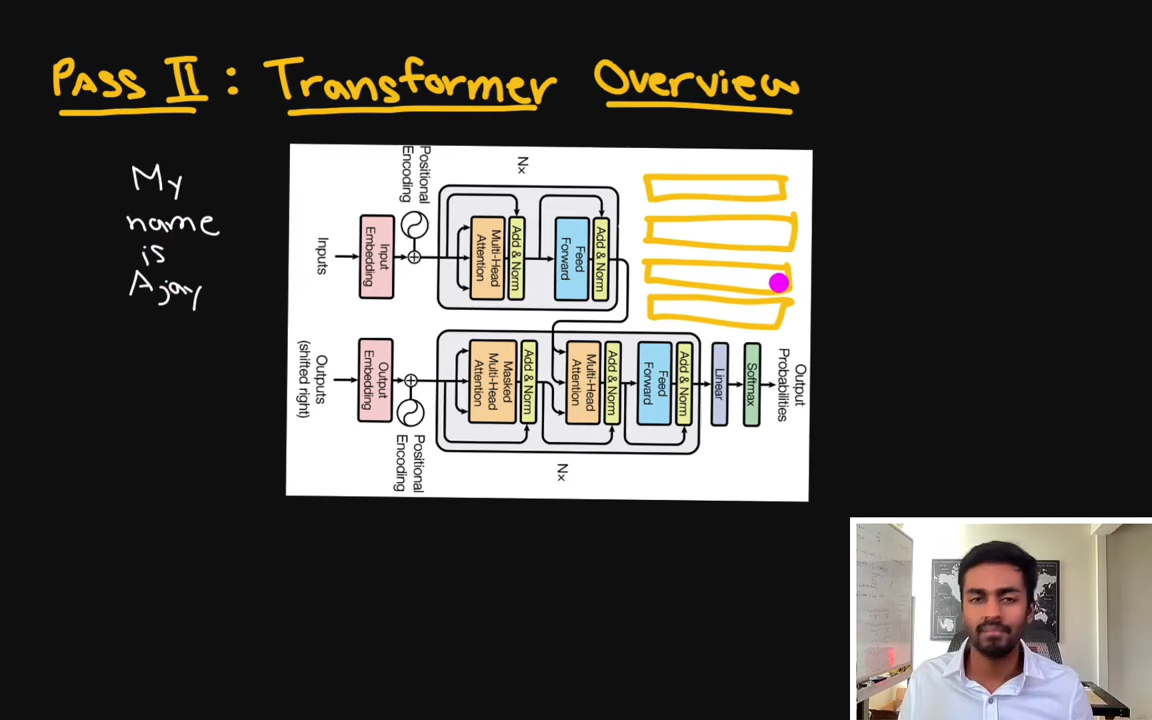 PASS II: Transformer Overview
My
name
is
Ajay
Positional
Encoding
Nx
Inputs
Input
Embedding
Multi-Head
Attention
Add & Norm
Feed
Forward
Add & Norm
Outputs
(shifted right)
Output
Embedding
Positional
Encoding
Masked
Multi-Head
Attention
Add & Norm
Multi-Head
Attention
Add & Norm
Feed
Forward
Add & Norm
Linear
Softmax
Output
Probabilities
Nx